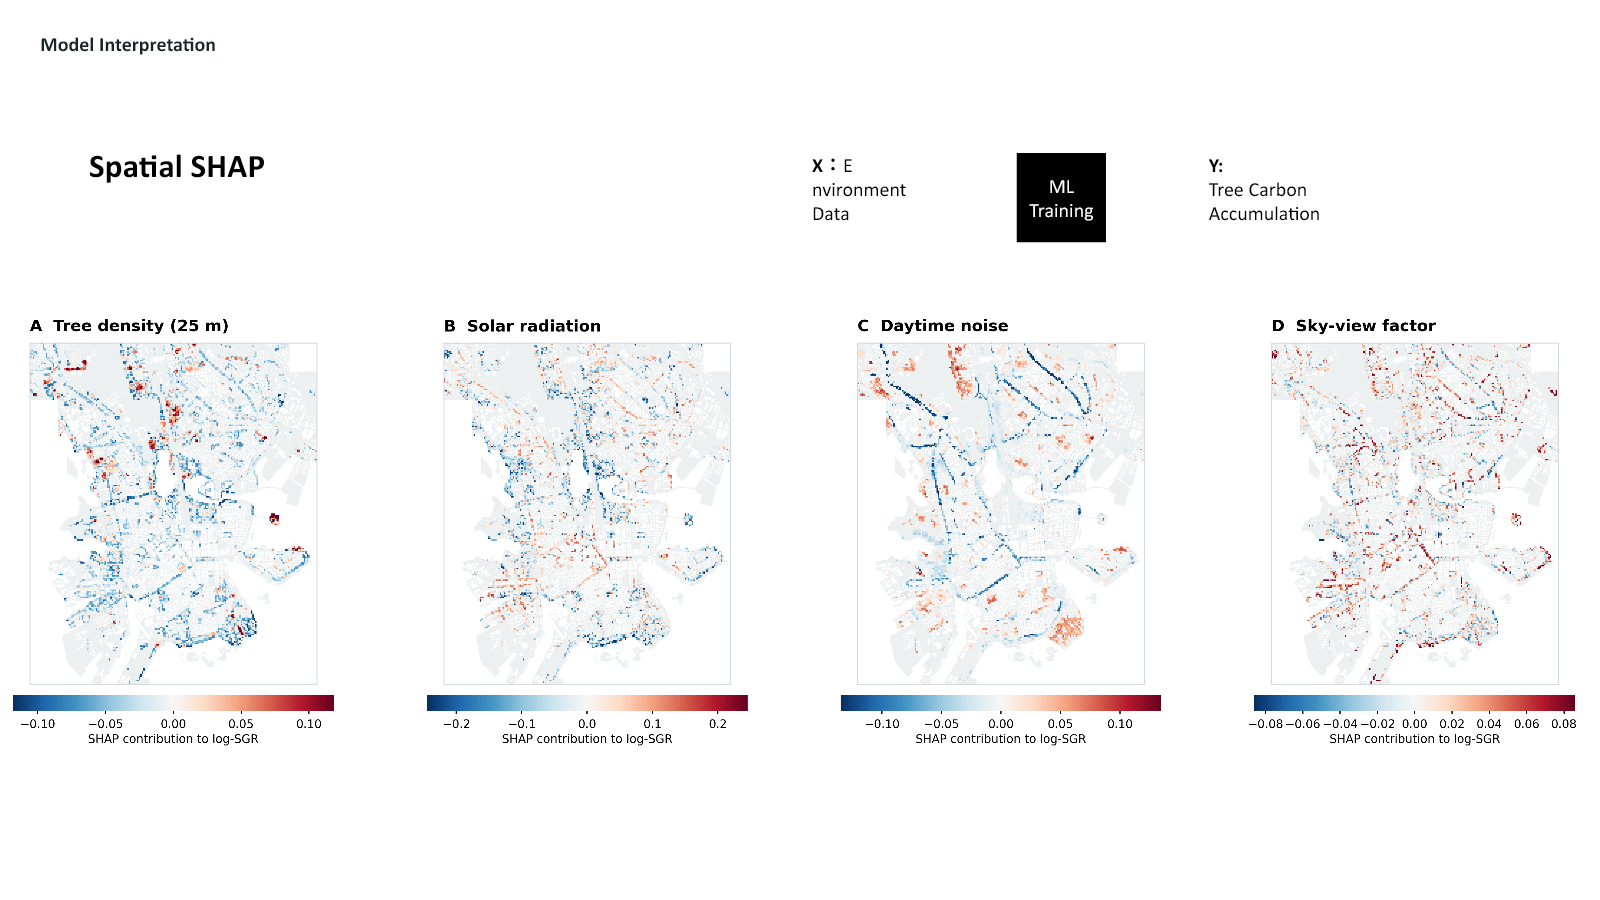 Model Interpretation
Spatial SHAP
X：E
nvironment
Data
ML
Training
Y:
Tree Carbon
Accumulation
A Tree density (25 m)
−0.10 −0.05 0.00 0.05 0.10
SHAP contribution to log-SGR
B Solar radiation
−0.2 −0.1 0.0 0.1 0.2
SHAP contribution to log-SGR
C Daytime noise
−0.10 −0.05 0.00 0.05 0.10
SHAP contribution to log-SGR
D Sky-view factor
−0.08 −0.06 −0.04 −0.02 0.00 0.02 0.04 0.06 0.08
SHAP contribution to log-SGR